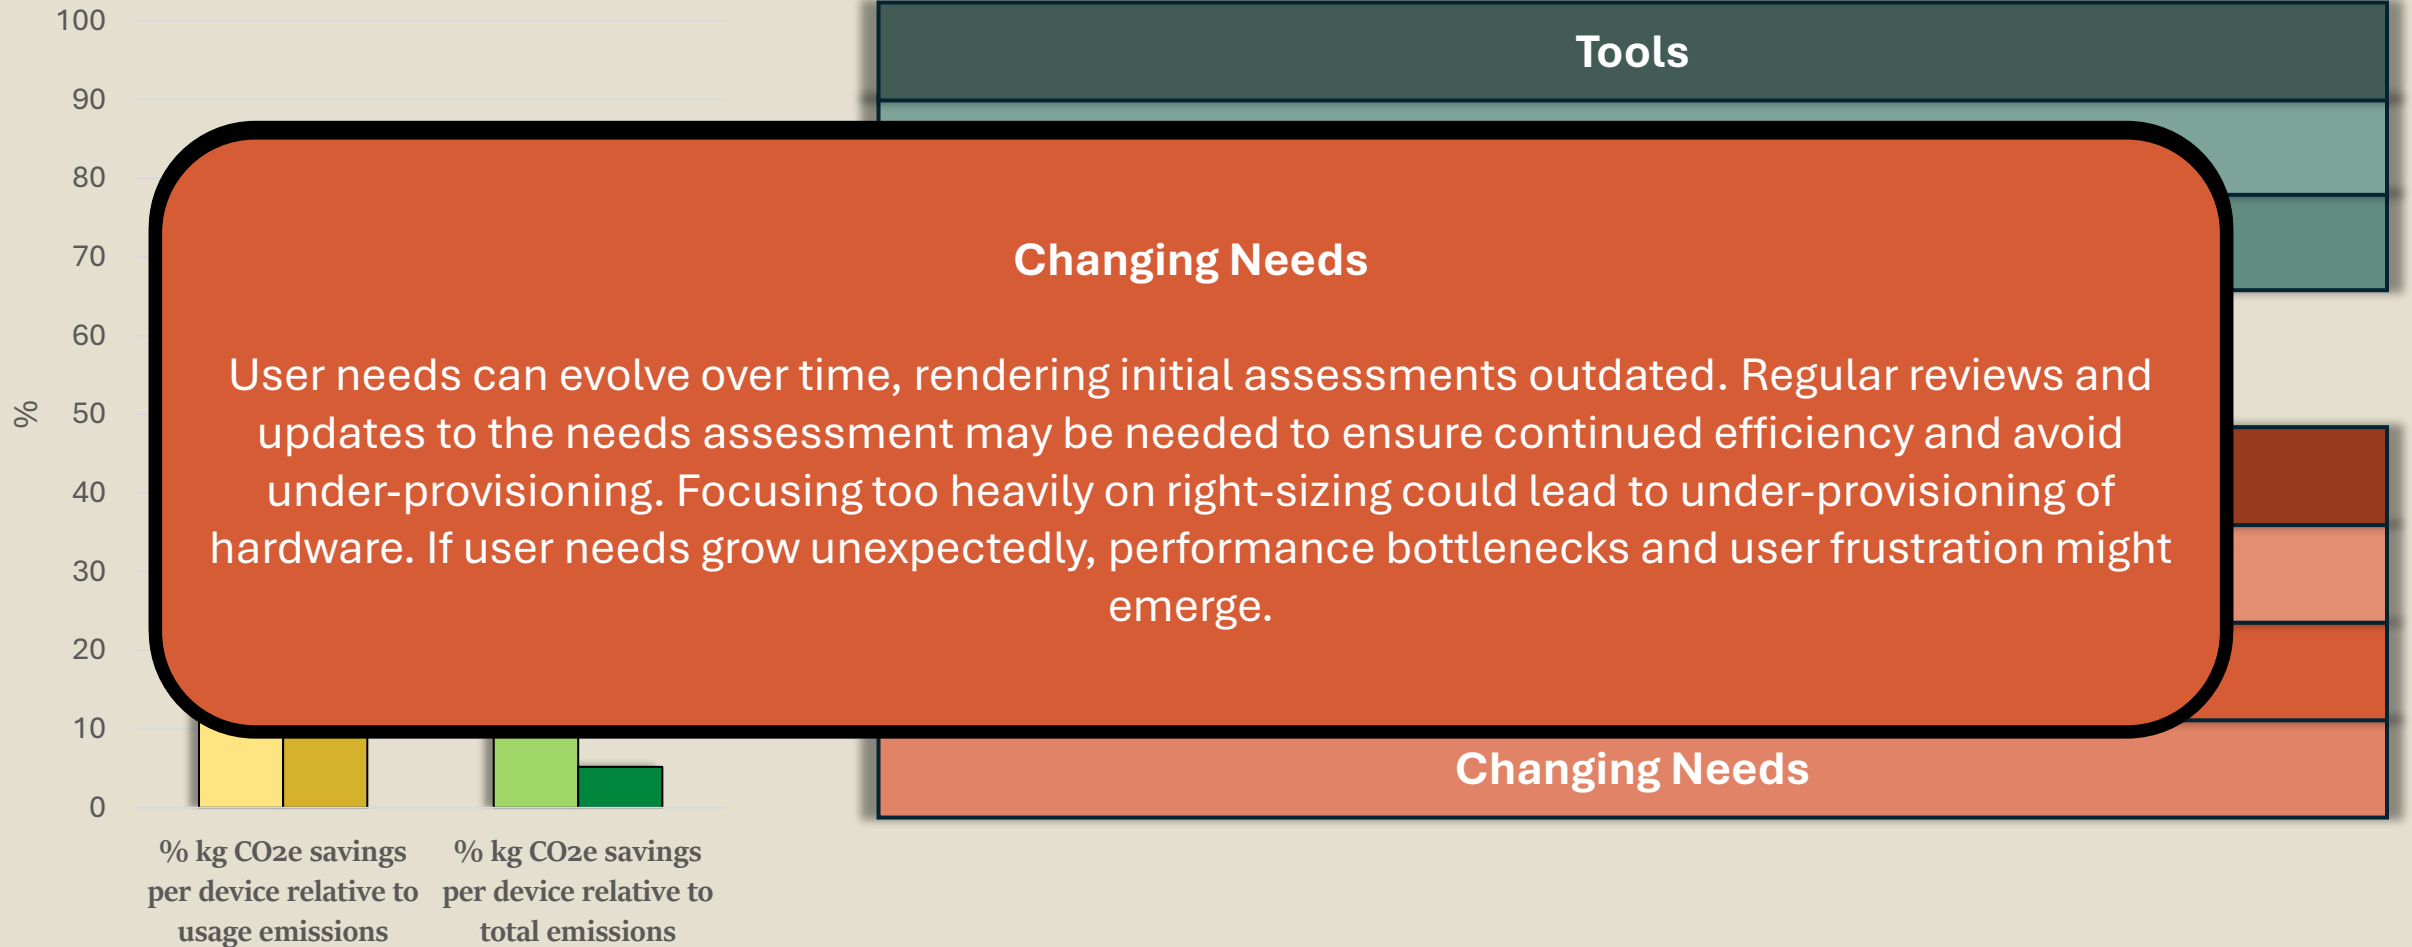 100
90
80
70
60
50
40
30
20
10
0
%
% kg CO2e savings
per device relative to
usage emissions
% kg CO2e savings
per device relative to
total emissions
Tools
Changing Needs
User needs can evolve over time, rendering initial assessments outdated. Regular reviews and
updates to the needs assessment may be needed to ensure continued efficiency and avoid
under-provisioning. Focusing too heavily on right-sizing could lead to under-provisioning of
hardware. If user needs grow unexpectedly, performance bottlenecks and user frustration might
emerge.
Changing Needs